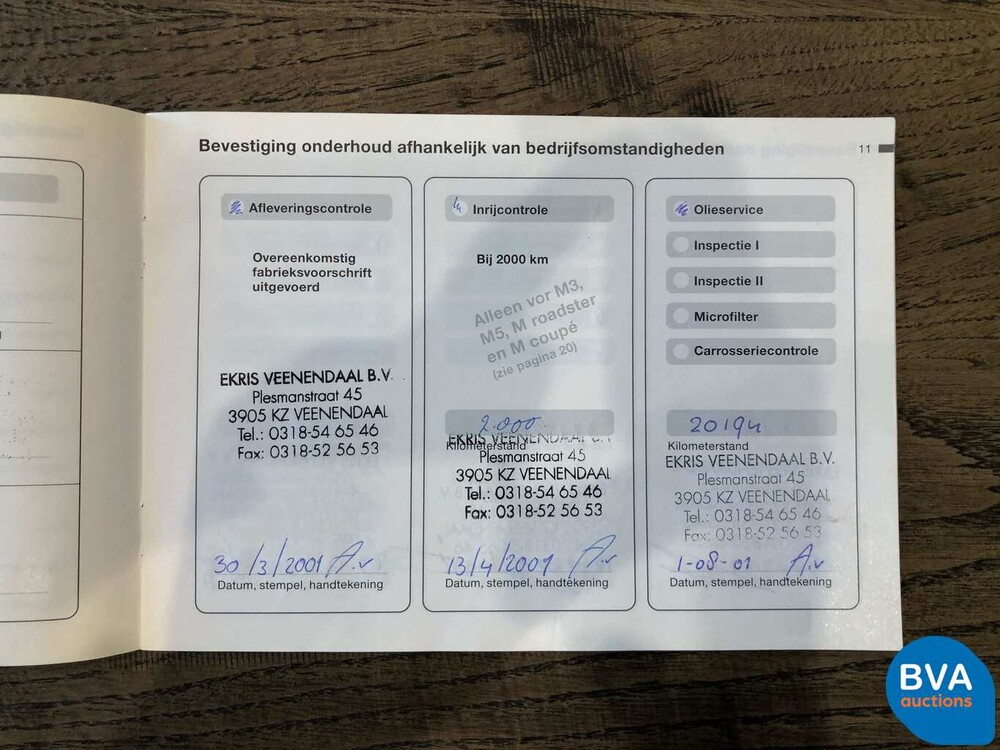 Bevestiging onderhoud afhankelijk van bedrijfsomstandigheden
11
Afleveringscontrole
Overeenkomstig
fabrieksvoorschrift
uitgevoerd
EKRIS VEENENDAAL B.V.
Plesmanstraat 45
3905 KZ VEENENDAAL
Tel.: 0318-54 65 46
Fax: 0318-52 56 53
30/3/2001 A.v
Datum, stempel, handtekening
Inrijcontrole
Bij 2000 km
Alleen vor M3,
M5, M roadster
en M coupé
(zie pagina 20)
2.000
Kilometerstand
EKRIS VEENENDAAL B.V.
Plesmanstraat 45
3905 KZ VEENENDAAL
Tel.: 0318-54 65 46
Fax: 0318-52 56 53
13/4/2001 A.v
Datum, stempel, handtekening
Olieservice
Inspectie I
Inspectie II
Microfilter
Carrosseriecontrole
Kilometerstand
EKRIS VEENENDAAL B.V.
Plesmanstraat 45
3905 KZ VEENENDAAL
Tel.: 0318-54 65 46
Fax: 0318-52 56 53
1-08-01 A.v
Datum, stempel, handtekening
BVA
auctions